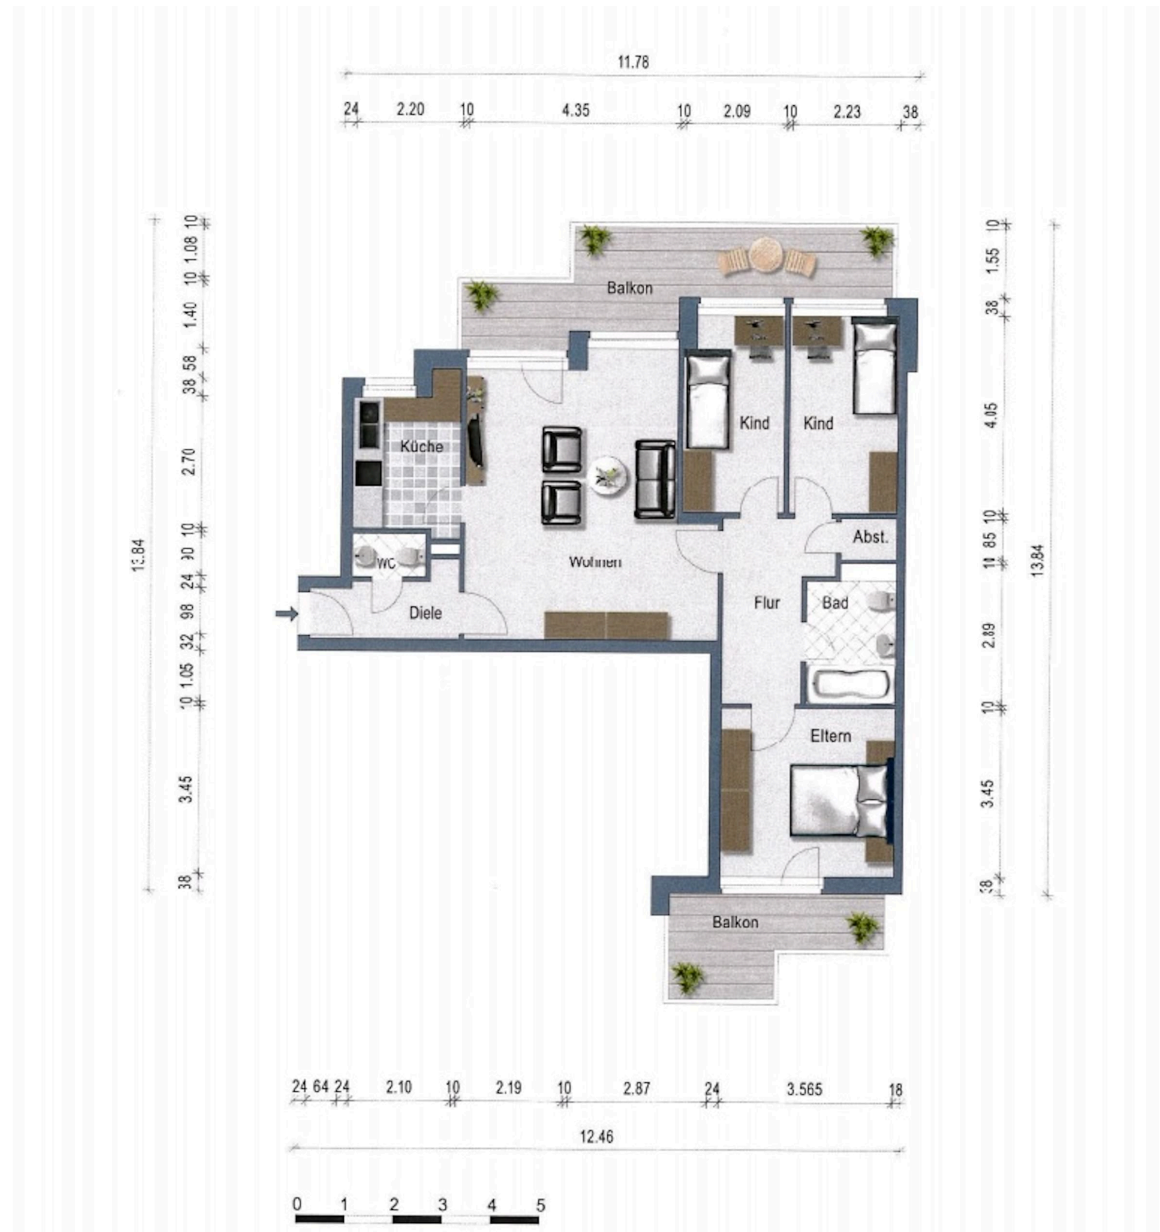 11.78
24 2.20 10 4.35 10 2.09 10 2.23 38
10 1.08 10 1.40 58 38 2.70 10 90 24 98 32 1.05 10 3.45 38
13.84
10 1.55 38 4.05 10 85 10 2.89 10 3.45 38
13.84
Balkon
Kind
Kind
Küche
Abst.
WC
Wohnen
Flur
Bad
Diele
Eltern
Balkon
24 64 24 2.10 10 2.19 10 2.87 24 3.565 18
12.46
0 1 2 3 4 5